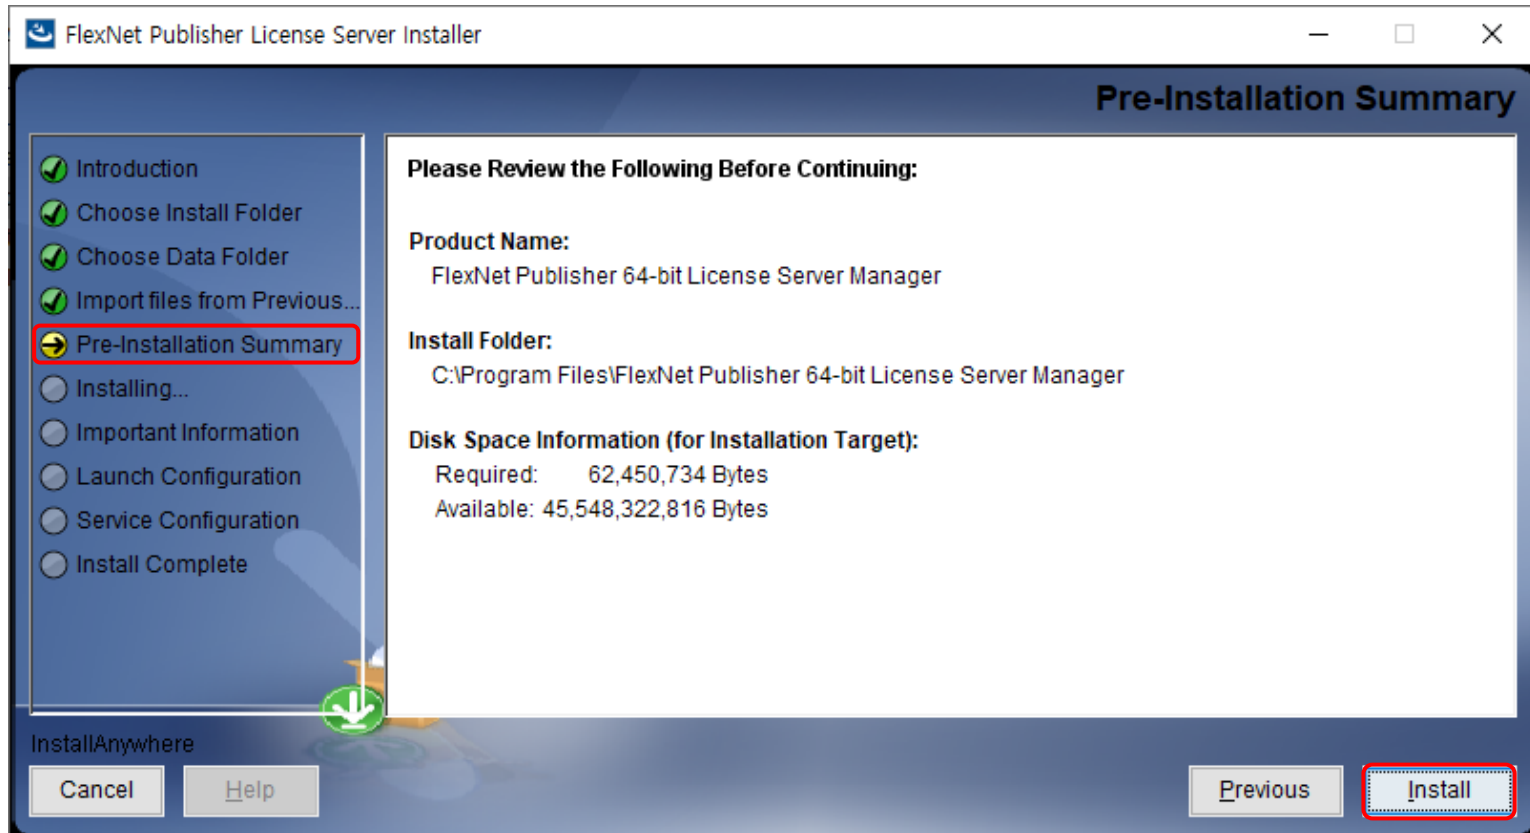 FlexNet Publisher License Server Installer
Pre-Installation Summary
Introduction
Choose Install Folder
Choose Data Folder
Import files from Previous...
Pre-Installation Summary
Installing...
Important Information
Launch Configuration
Service Configuration
Install Complete
Please Review the Following Before Continuing:
Product Name:
FlexNet Publisher 64-bit License Server Manager
Install Folder:
C:\Program Files\FlexNet Publisher 64-bit License Server Manager
Disk Space Information (for Installation Target):
Required: 62,450,734 Bytes
Available: 45,548,322,816 Bytes
InstallAnywhere
Cancel Help Previous Install